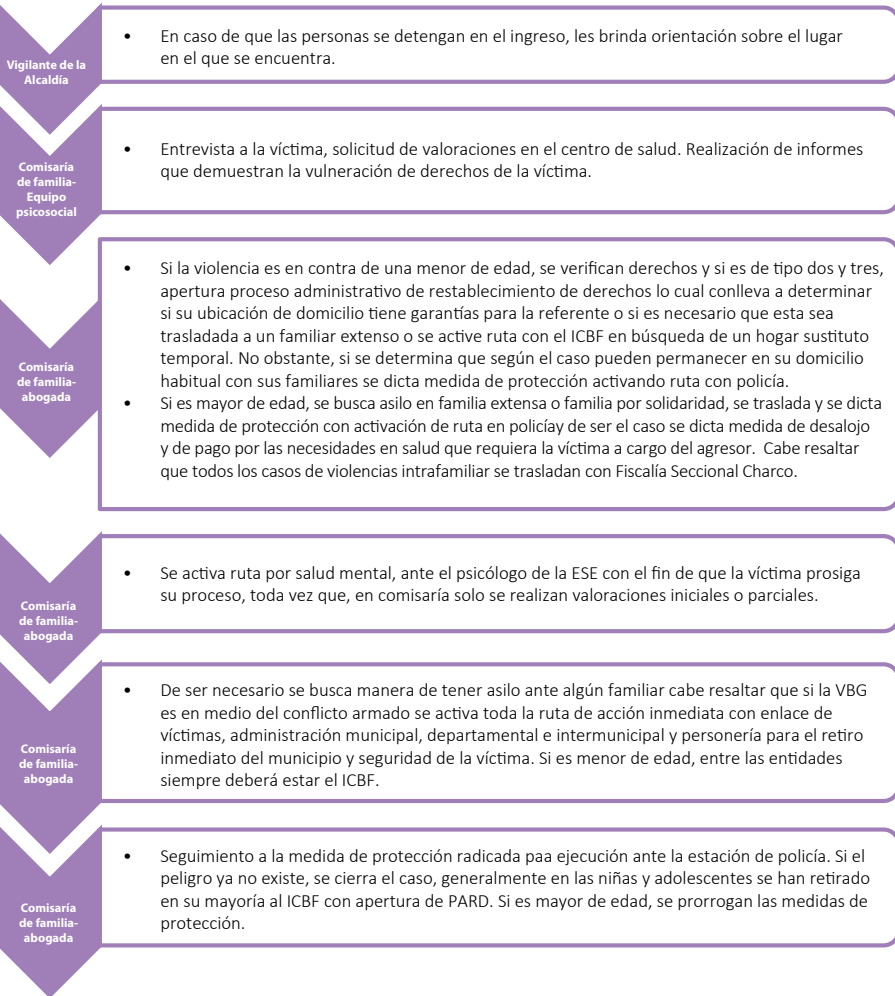 Vigilante de la
Alcaldía
• En caso de que las personas se detengan en el ingreso, les brinda orientación sobre el lugar
en el que se encuentra.
Comisaría
de familia-
Equipo
psicosocial
• Entrevista a la víctima, solicitud de valoraciones en el centro de salud. Realización de informes
que demuestran la vulneración de derechos de la víctima.
Comisaría
de familia-
abogada
• Si la violencia es en contra de una menor de edad, se verifican derechos y si es de tipo dos y tres,
apertura proceso administrativo de restablecimiento de derechos lo cual conlleva a determinar
si su ubicación de domicilio tiene garantías para la referente o si es necesario que esta sea
trasladada a un familiar extenso o se active ruta con el ICBF en búsqueda de un hogar sustituto
temporal. No obstante, si se determina que según el caso pueden permanecer en su domicilio
habitual con sus familiares se dicta medida de protección activando ruta con policía.
• Si es mayor de edad, se busca asilo en familia extensa o familia por solidaridad, se traslada y se dicta
medida de protección con activación de ruta en policíay de ser el caso se dicta medida de desalojo
y de pago por las necesidades en salud que requiera la víctima a cargo del agresor. Cabe resaltar
que todos los casos de violencias intrafamiliar se trasladan con Fiscalía Seccional Charco.
Comisaría
de familia-
abogada
• Se activa ruta por salud mental, ante el psicólogo de la ESE con el fin de que la víctima prosiga
su proceso, toda vez que, en comisaría solo se realizan valoraciones iniciales o parciales.
Comisaría
de familia-
abogada
• De ser necesario se busca manera de tener asilo ante algún familiar cabe resaltar que si la VBG
es en medio del conflicto armado se activa toda la ruta de acción inmediata con enlace de
víctimas, administración municipal, departamental e intermunicipal y personería para el retiro
inmediato del municipio y seguridad de la víctima. Si es menor de edad, entre las entidades
siempre deberá estar el ICBF.
Comisaría
de familia-
abogada
• Seguimiento a la medida de protección radicada paa ejecución ante la estación de policía. Si el
peligro ya no existe, se cierra el caso, generalmente en las niñas y adolescentes se han retirado
en su mayoría al ICBF con apertura de PARD. Si es mayor de edad, se prorrogan las medidas de
protección.